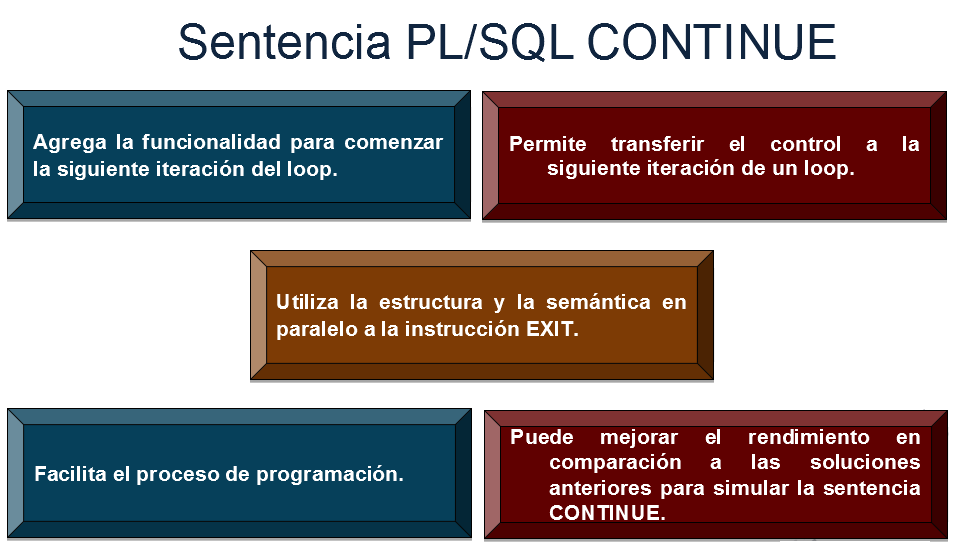 Sentencia PL/SQL CONTINUE
Agrega la funcionalidad para comenzar
la siguiente iteración del loop.
Permite transferir el control a la
siguiente iteración de un loop.
Utiliza la estructura y la semántica en
paralelo a la instrucción EXIT.
Facilita el proceso de programación.
Puede mejorar el rendimiento en
comparación a las soluciones
anteriores para simular la sentencia
CONTINUE.